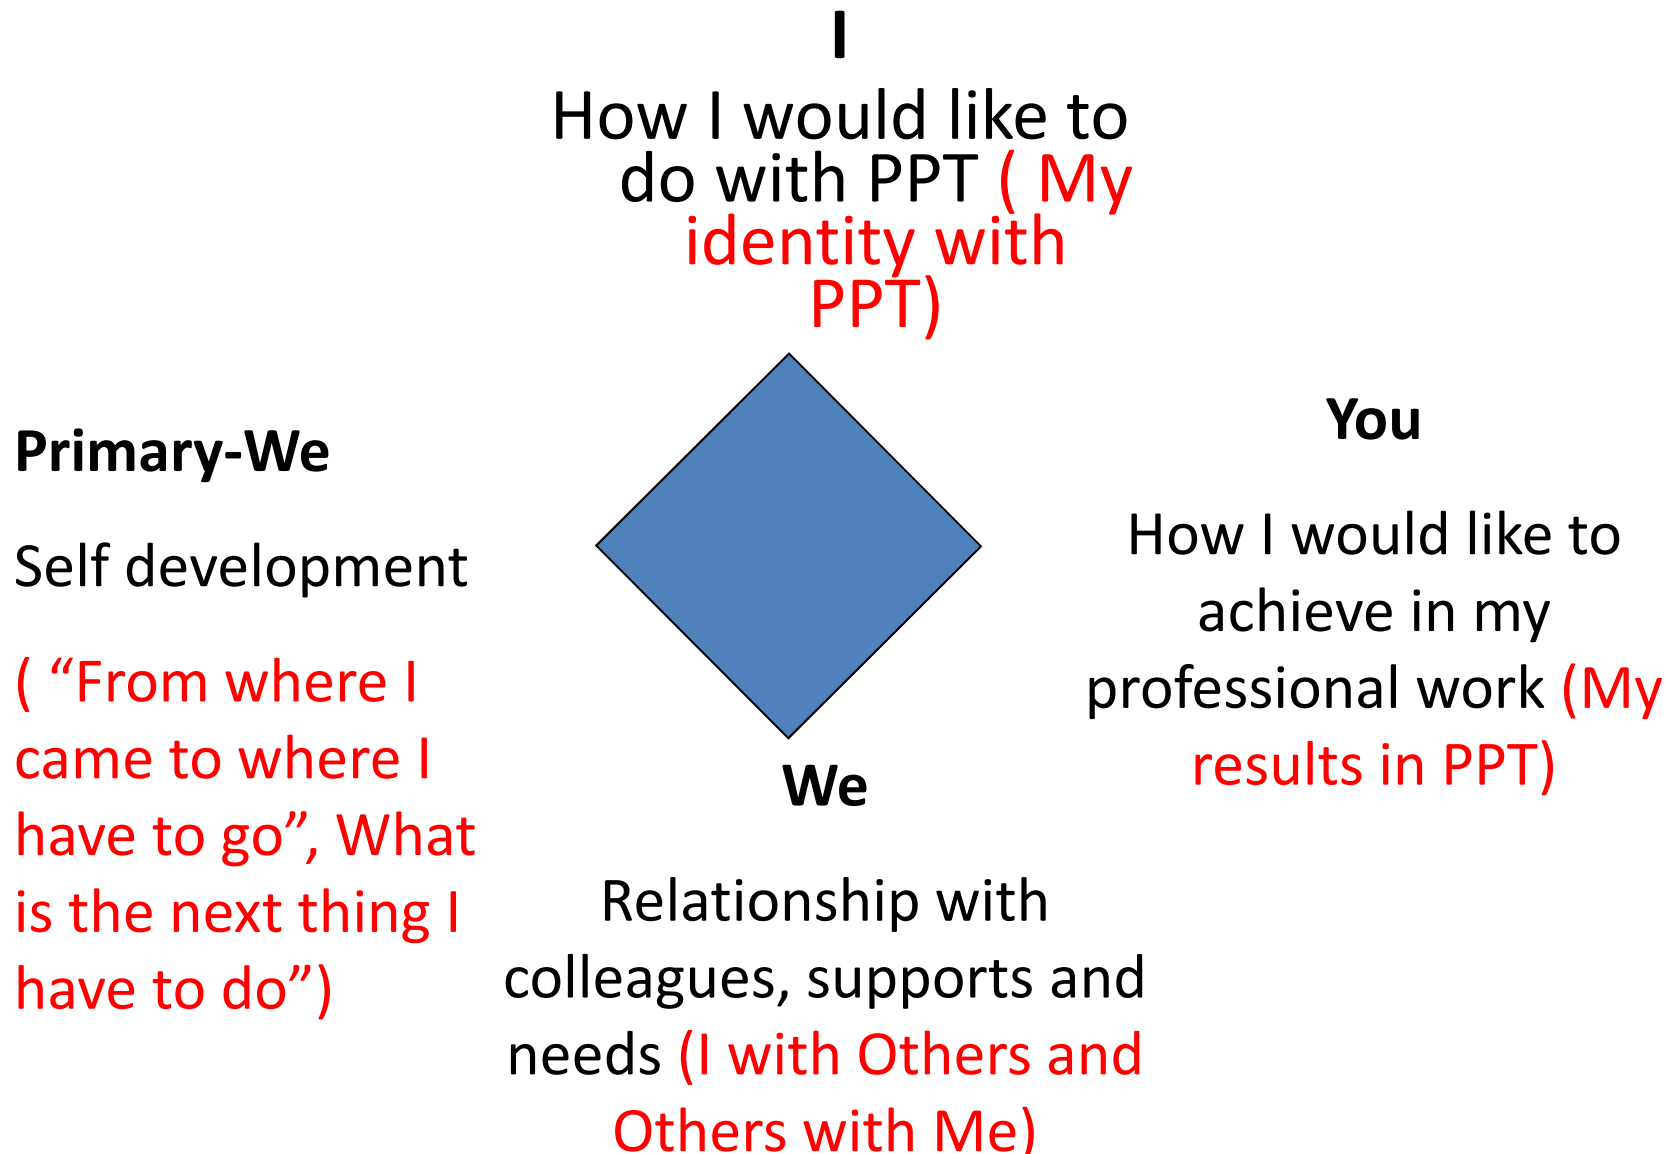 I
How I would like to
do with PPT ( My
identity with
PPT)
Primary-We
Self development
( “From where I
came to where I
have to go”, What
is the next thing I
have to do”)
You
How I would like to
achieve in my
professional work (My
results in PPT)
We
Relationship with
colleagues, supports and
needs (I with Others and
Others with Me)